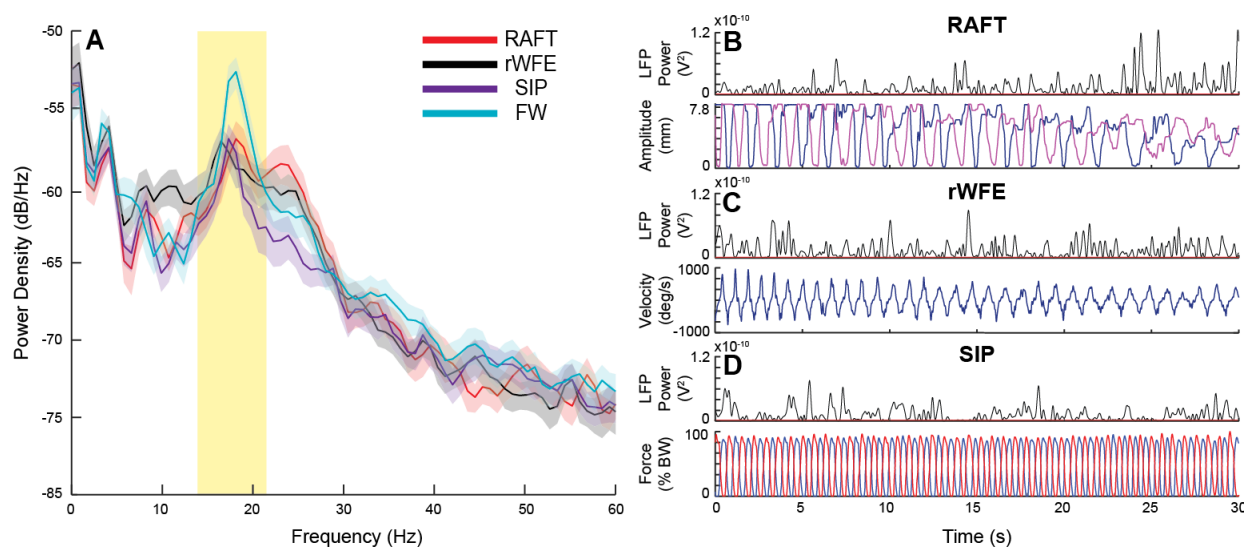 A
Power Density (dB/Hz)
-50
-55
-60
-65
-70
-75
-85
0
10
20
30
40
50
60
Frequency (Hz)
RAFT
rWFE
SIP
FW
RAFT
B
x10⁻¹⁰
LFP
Power
(V²)
1.2
0
Amplitude
(mm)
7.8
0
rWFE
C
x10⁻¹⁰
LFP
Power
(V²)
1.2
0
Velocity
(deg/s)
1000
-1000
SIP
D
x10⁻¹⁰
LFP
Power
(V²)
1.2
0
Force
(% BW)
100
0
0
5
10
15
20
25
30
Time (s)